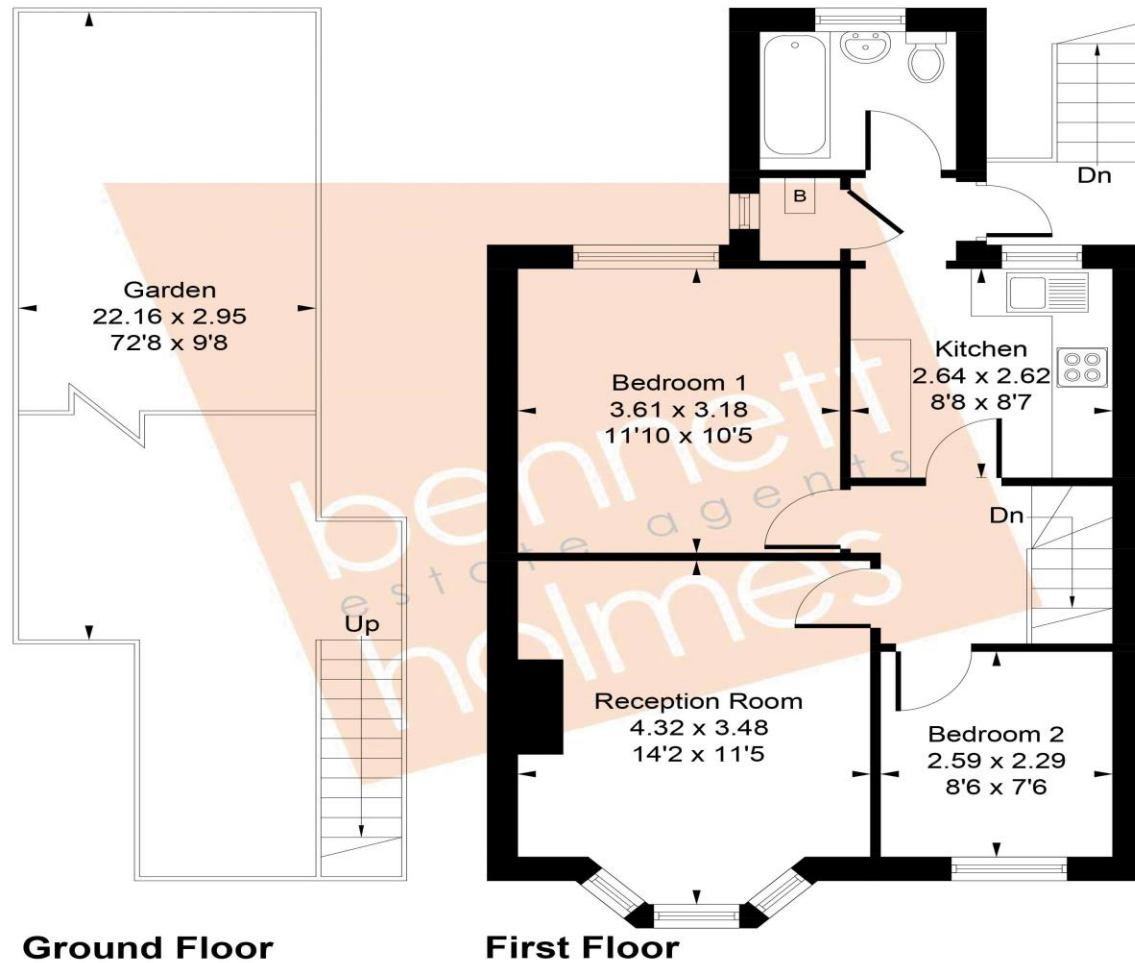 Garden
22.16 x 2.95
72'8 x 9'8
Up
Ground Floor
B
Dn
Bedroom 1
3.61 x 3.18
11'10 x 10'5
Kitchen
2.64 x 2.62
8'8 x 8'7
Dn
Reception Room
4.32 x 3.48
14'2 x 11'5
Bedroom 2
2.59 x 2.29
8'6 x 7'6
First Floor
bennett
estate agents
holmes